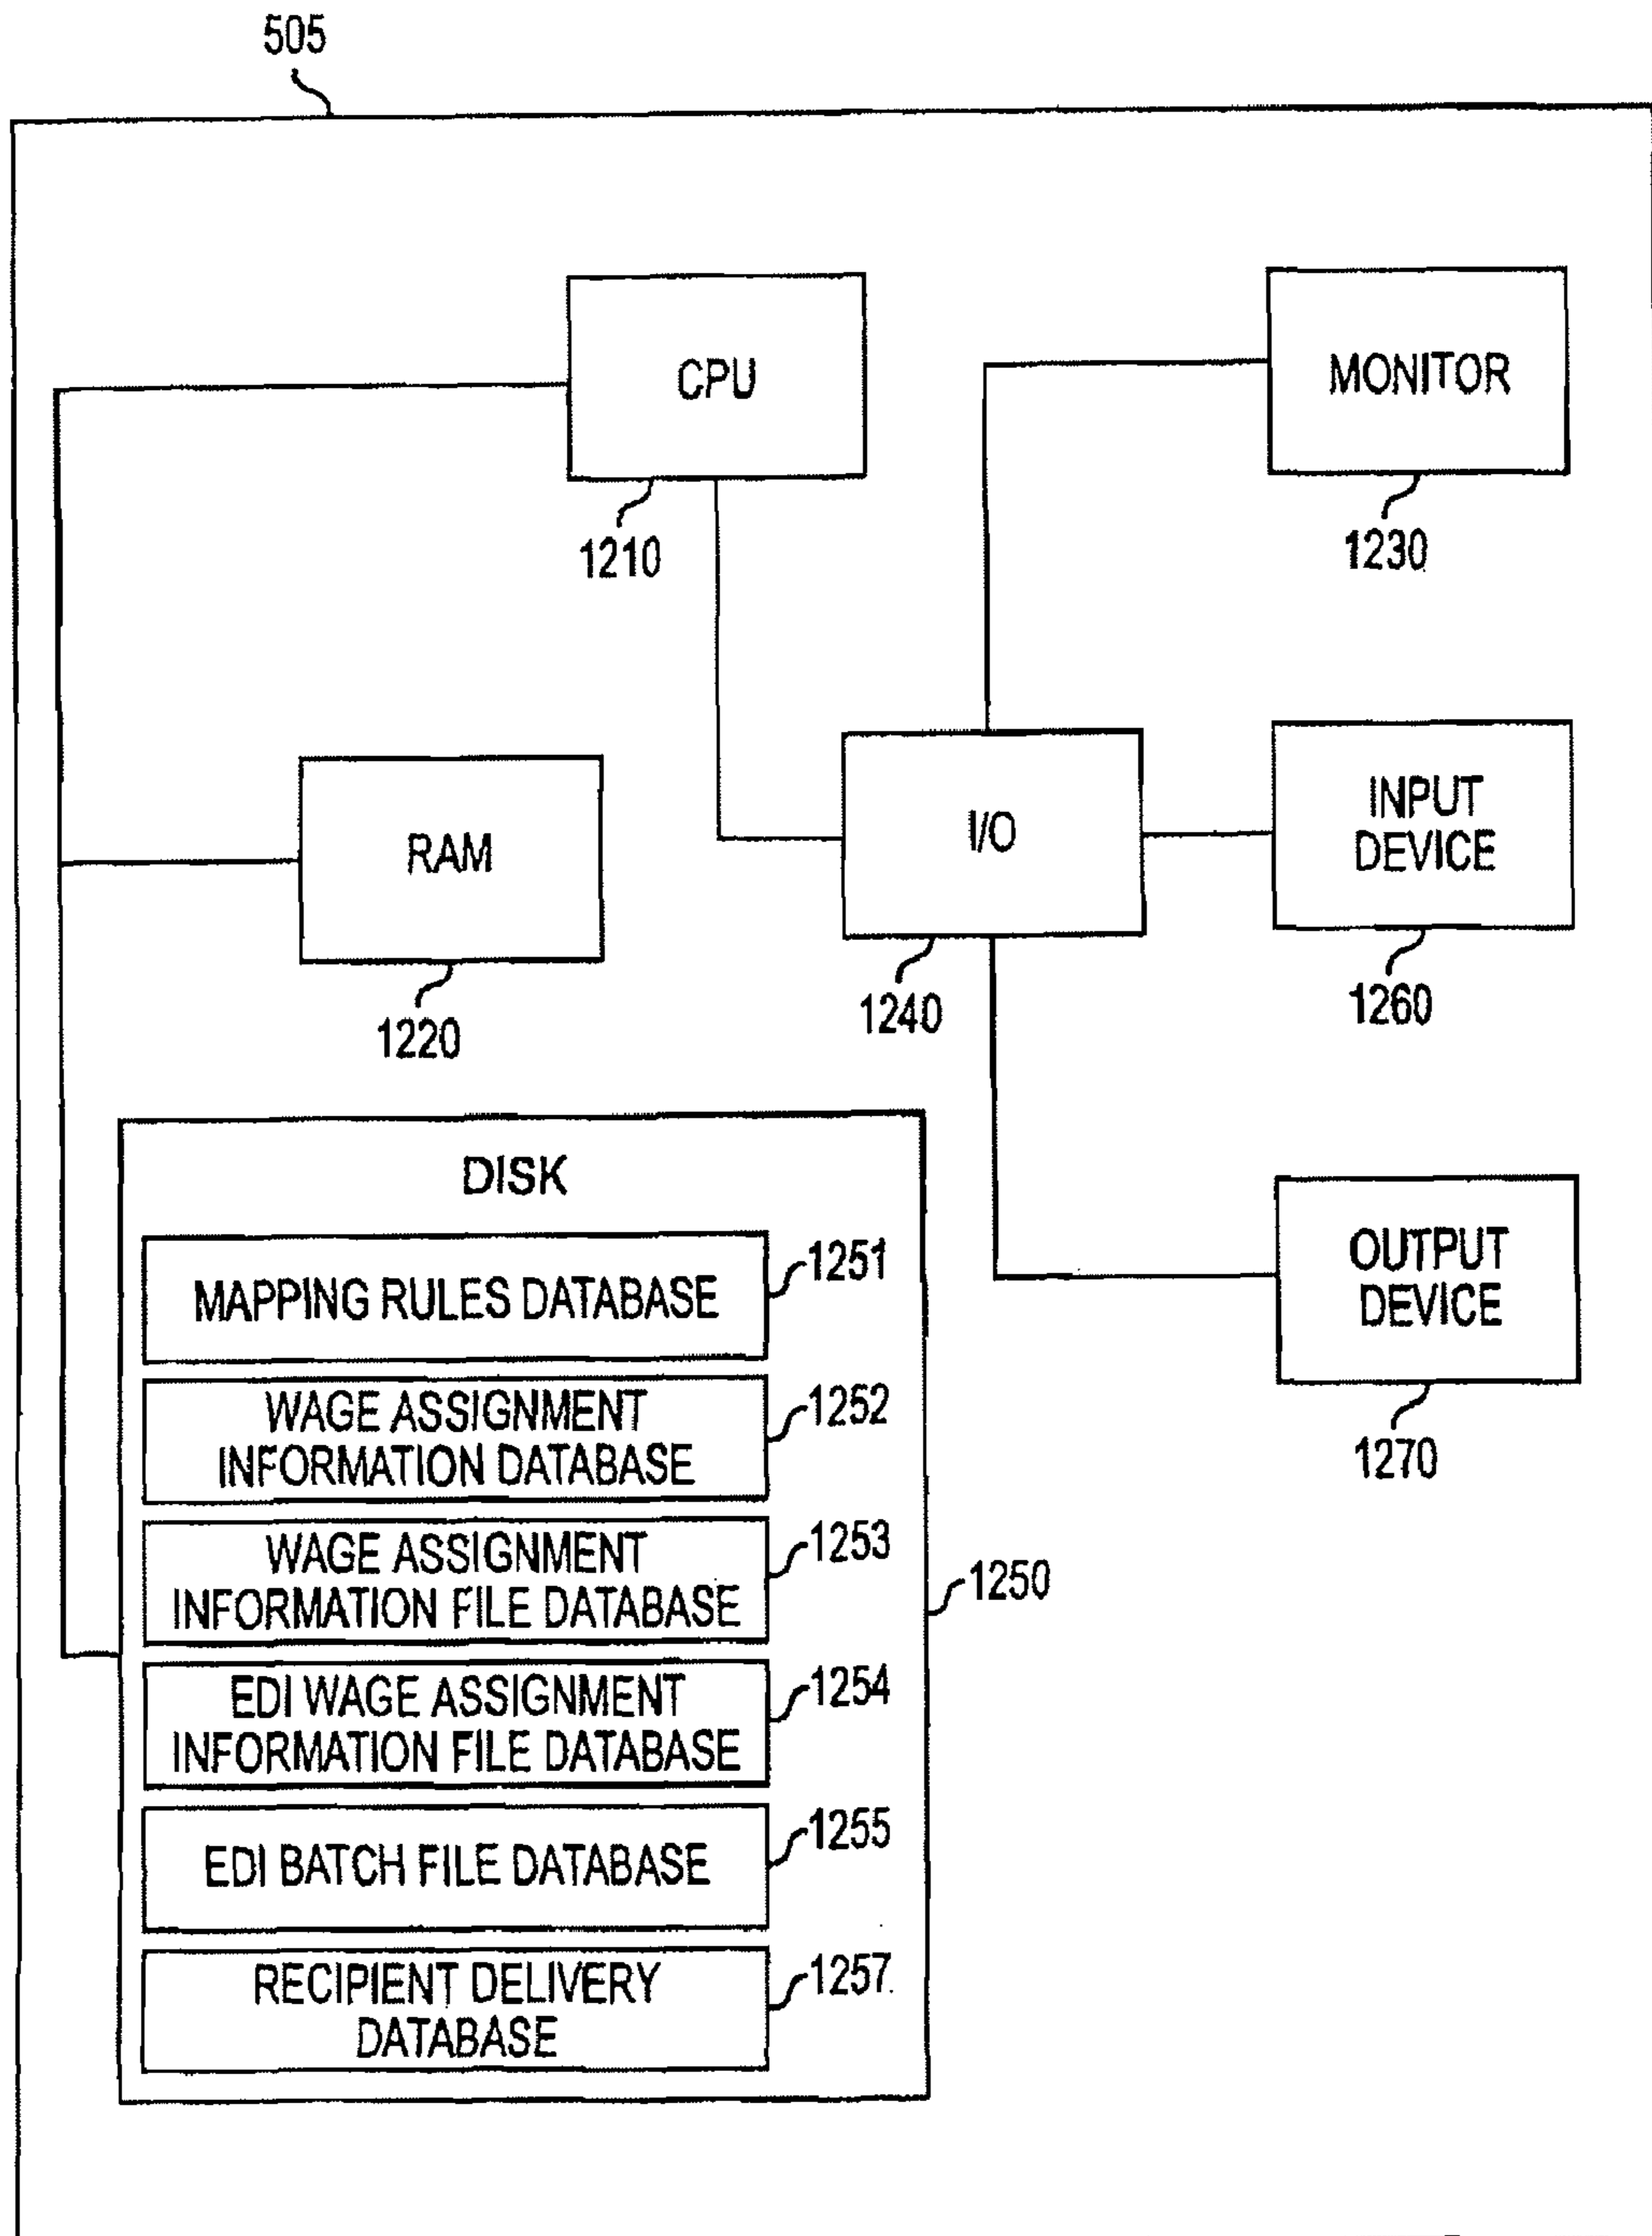 505
CPU
1210
MONITOR
1230
RAM
1220
I/O
1240
INPUT
DEVICE
1260
DISK
MAPPING RULES DATABASE
1251
WAGE ASSIGNMENT
INFORMATION DATABASE
1252
WAGE ASSIGNMENT
INFORMATION FILE DATABASE
1253
1250
EDI WAGE ASSIGNMENT
INFORMATION FILE DATABASE
1254
EDI BATCH FILE DATABASE
1255
RECIPIENT DELIVERY
DATABASE
1257
OUTPUT
DEVICE
1270